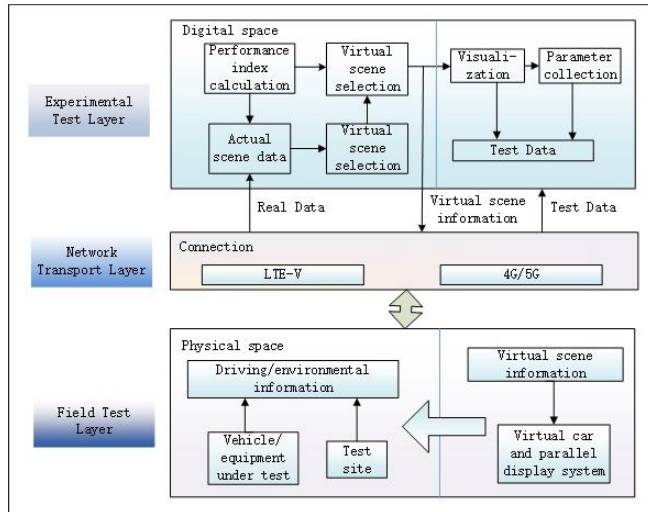 Digital space
Performance
index
calculation
Virtual
scene
selection
Visuali-
zation
Parameter
collection
Experimental
Test Layer
Actual
scene data
Virtual
scene
selection
Test Data
Real Data
Virtual scene
information
Test Data
Network
Transport Layer
Connection
LTE-V
4G/5G
Physical space
Driving/environmental
information
Virtual scene
information
Field Test
Layer
Vehicle/
equipment
under test
Test
site
Virtual car
and parallel
display system